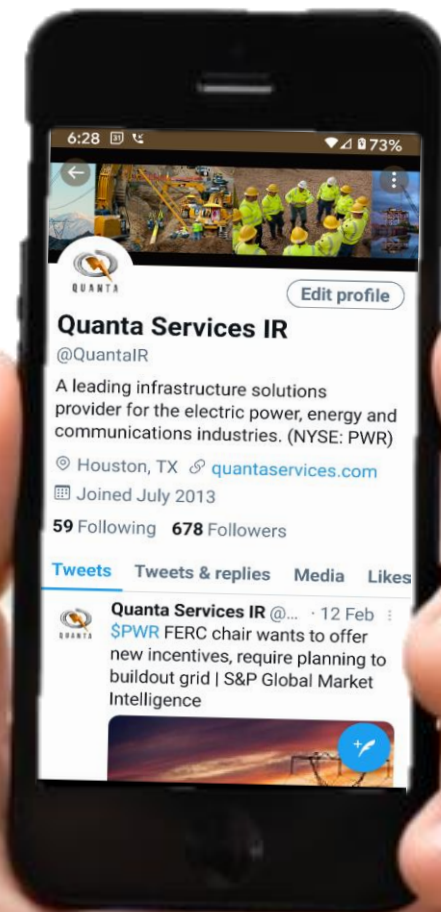 6:28 31 73%
QUANTA
Edit profile
Quanta Services IR
@QuantaIR
A leading infrastructure solutions
provider for the electric power, energy and
communications industries. (NYSE: PWR)
Houston, TX quantaservices.com
Joined July 2013
59 Following 678 Followers
Tweets Tweets & replies Media Likes
Quanta Services IR @... · 12 Feb
QUANTA
$PWR FERC chair wants to offer
new incentives, require planning to
buildout grid | S&P Global Market
Intelligence